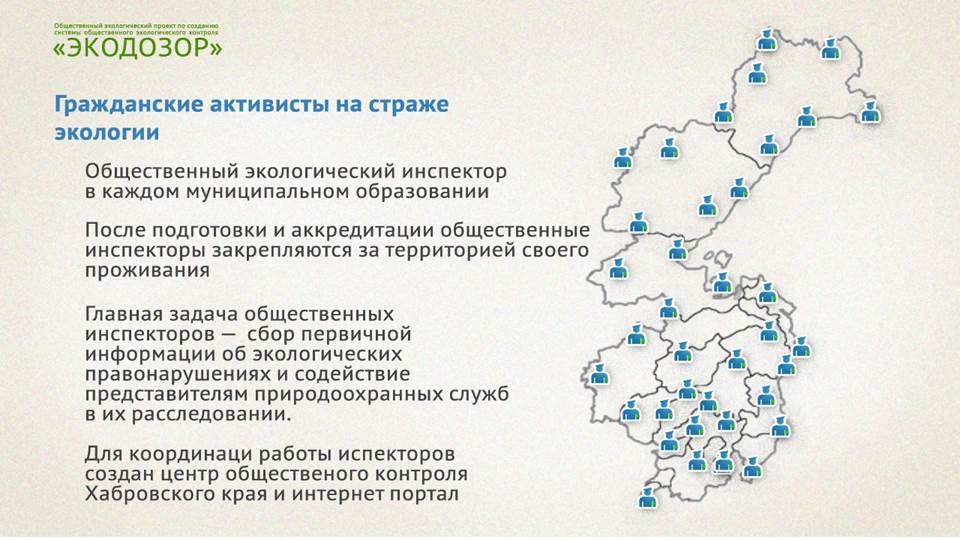 Общественный экологический проект по созданию
системы общественного экологического контроля
«ЭКОДОЗОР»
Гражданские активисты на страже
экологии
Общественный экологический инспектор
в каждом муниципальном образовании
После подготовки и аккредитации общественные
инспекторы закрепляются за территорией своего
проживания
Главная задача общественных
инспекторов — сбор первичной
информации об экологических
правонарушениях и содействие
представителям природоохранных служб
в их расследовании.
Для координаци работы испекторов
создан центр общественого контроля
Хабровского края и интернет портал